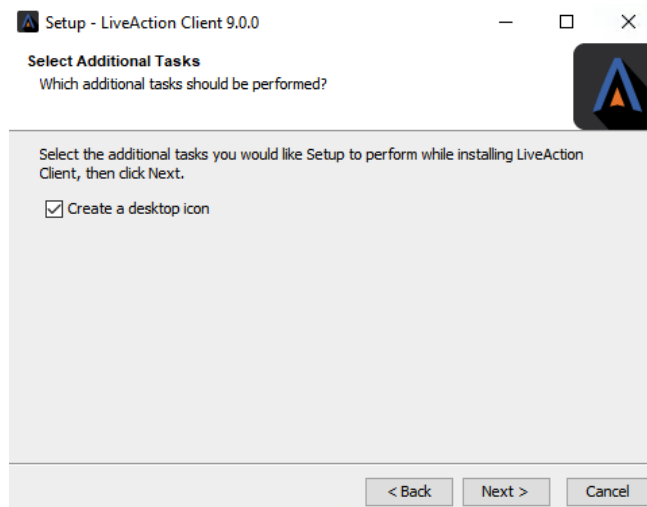 Setup - LiveAction Client 9.0.0
Select Additional Tasks
Which additional tasks should be performed?
Select the additional tasks you would like Setup to perform while installing LiveAction
Client, then click Next.
Create a desktop icon
< Back Next > Cancel